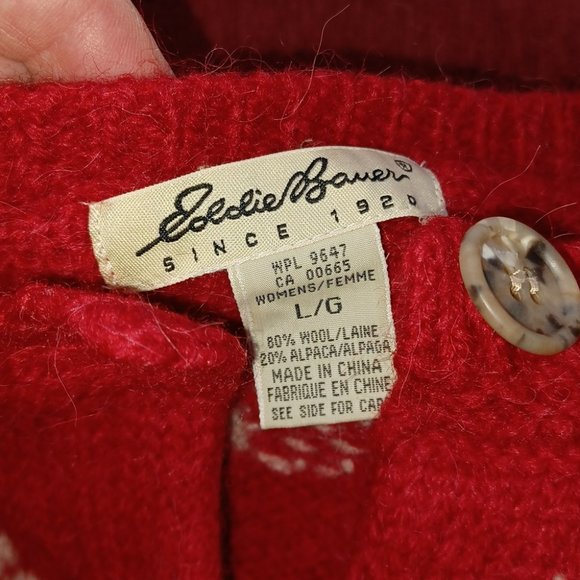 Eddie Bauer ®
SINCE 1920
WPL 9647
CA 00665
WOMENS/FEMME
L/G
80% WOOL/LAINE
20% ALPACA/ALPAGA
MADE IN CHINA
FABRIQUE EN CHINE
SEE SIDE FOR CAR